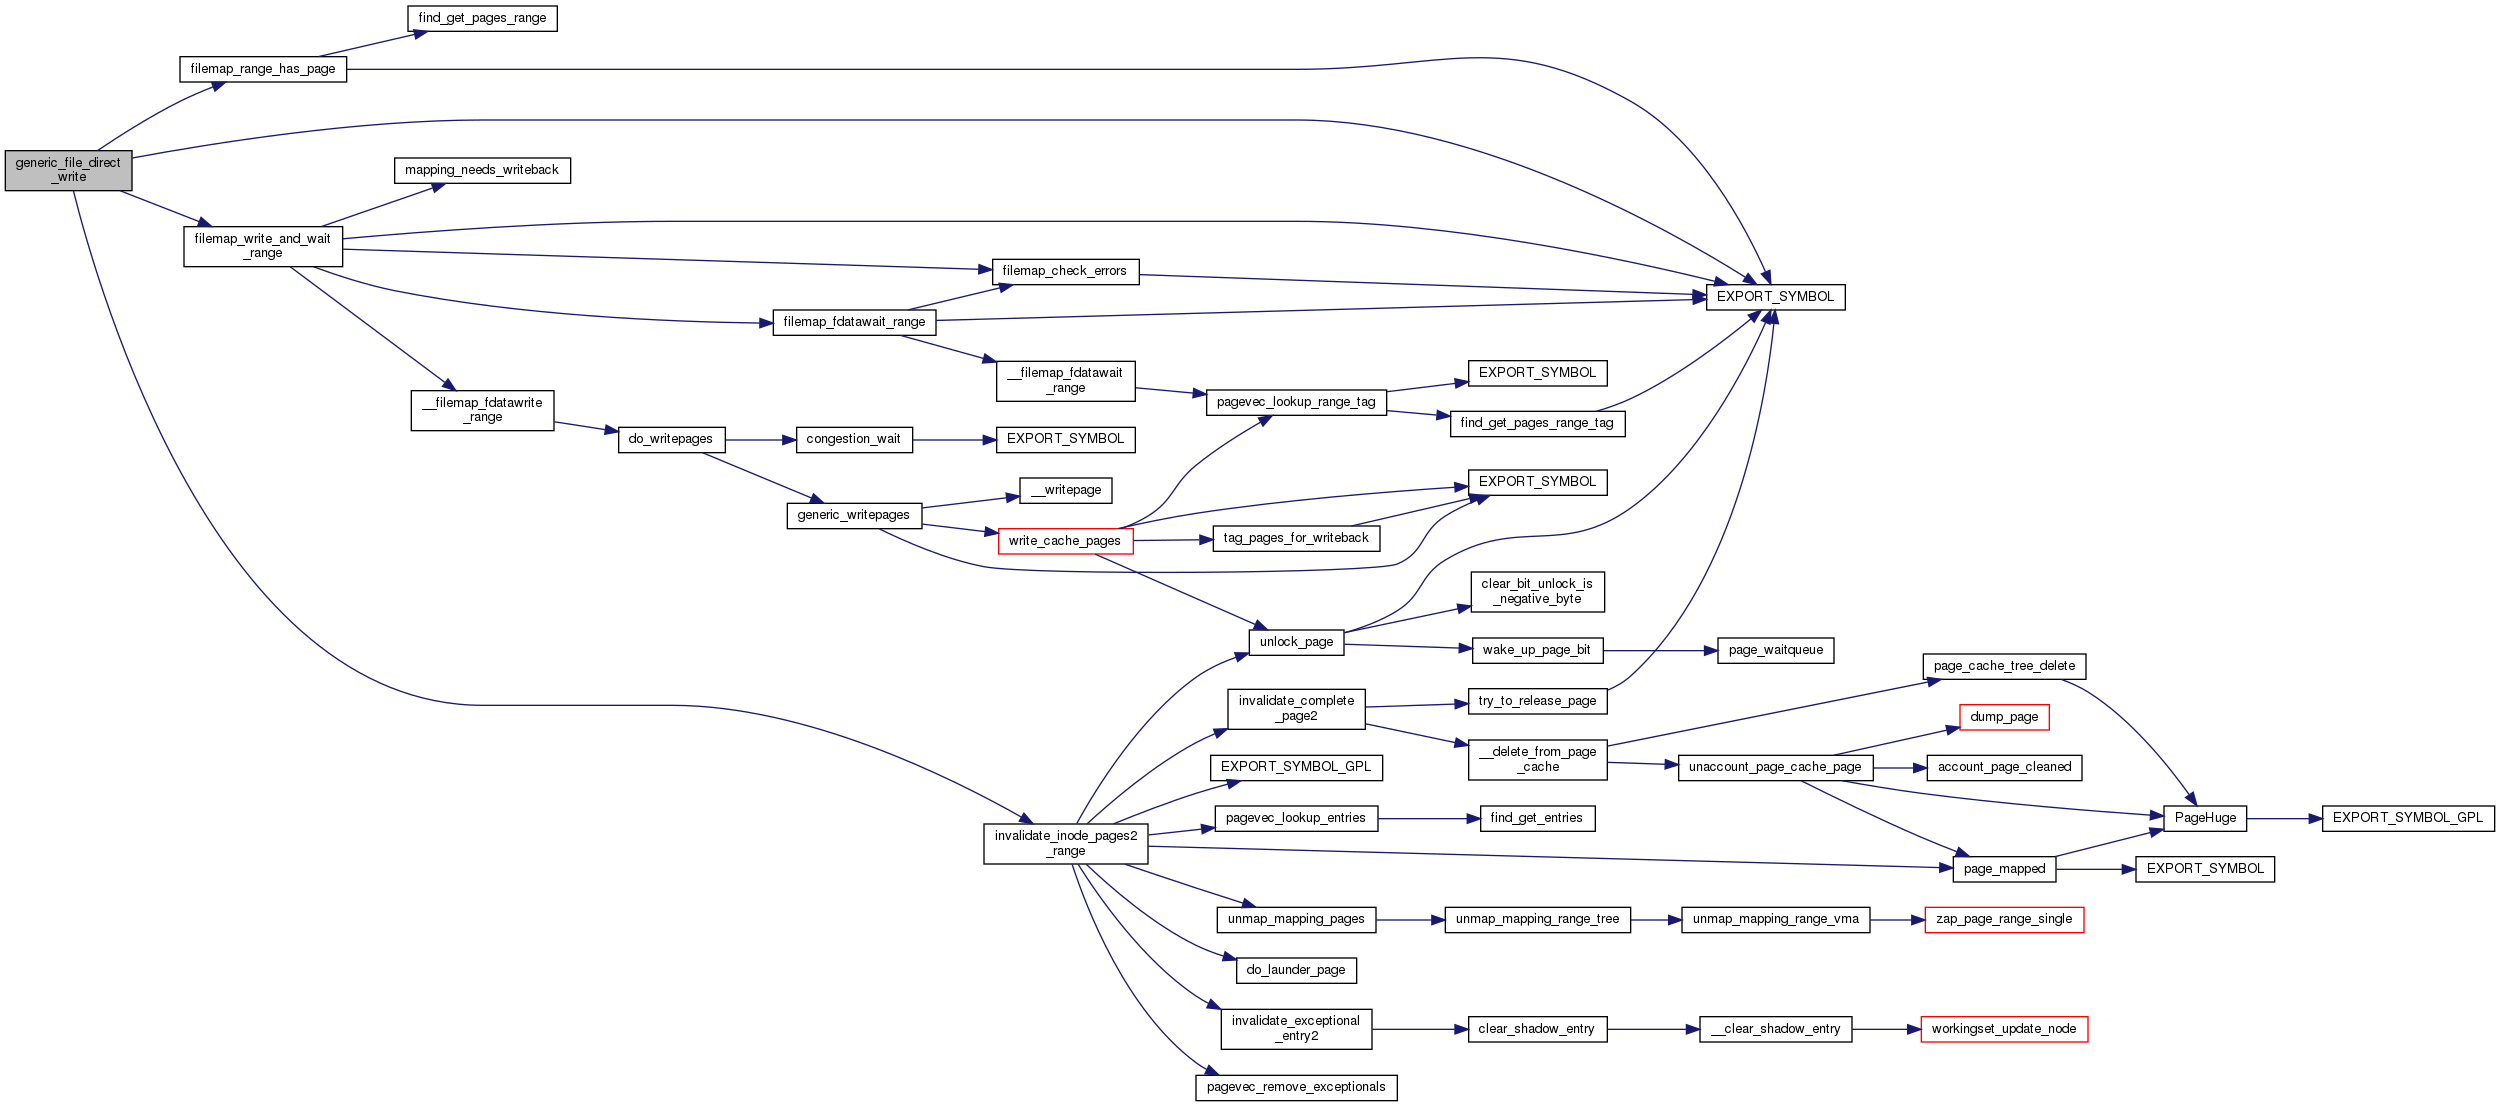 find_get_pages_range
filemap_range_has_page
generic_file_direct
_write
mapping_needs_writeback
filemap_write_and_wait
_range
filemap_check_errors
EXPORT_SYMBOL
filemap_fdatawait_range
__filemap_fdatawait
_range
EXPORT_SYMBOL
pagevec_lookup_range_tag
find_get_pages_range_tag
__filemap_fdatawrite
_range
do_writepages
congestion_wait
EXPORT_SYMBOL
__writepage
EXPORT_SYMBOL
generic_writepages
write_cache_pages
tag_pages_for_writeback
clear_bit_unlock_is
_negative_byte
unlock_page
wake_up_page_bit
page_waitqueue
page_cache_tree_delete
invalidate_complete
_page2
try_to_release_page
dump_page
__delete_from_page
_cache
unaccount_page_cache_page
account_page_cleaned
EXPORT_SYMBOL_GPL
pagevec_lookup_entries
find_get_entries
PageHuge
EXPORT_SYMBOL_GPL
invalidate_inode_pages2
_range
page_mapped
EXPORT_SYMBOL
unmap_mapping_pages
unmap_mapping_range_tree
unmap_mapping_range_vma
zap_page_range_single
do_launder_page
invalidate_exceptional
_entry2
clear_shadow_entry
__clear_shadow_entry
workingset_update_node
pagevec_remove_exceptionals